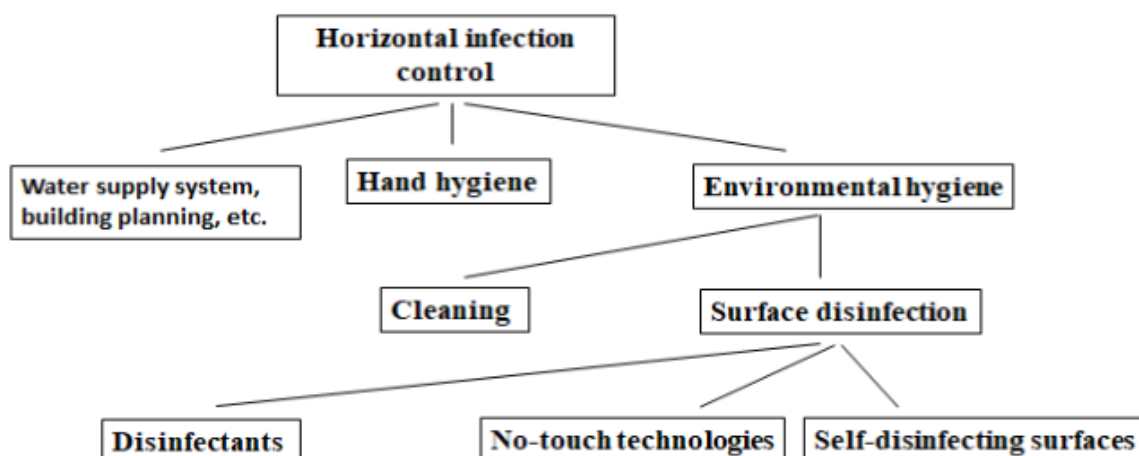 Horizontal infection
control
Water supply system,
building planning, etc.
Hand hygiene
Environmental hygiene
Cleaning
Surface disinfection
Disinfectants
No-touch technologies
Self-disinfecting surfaces